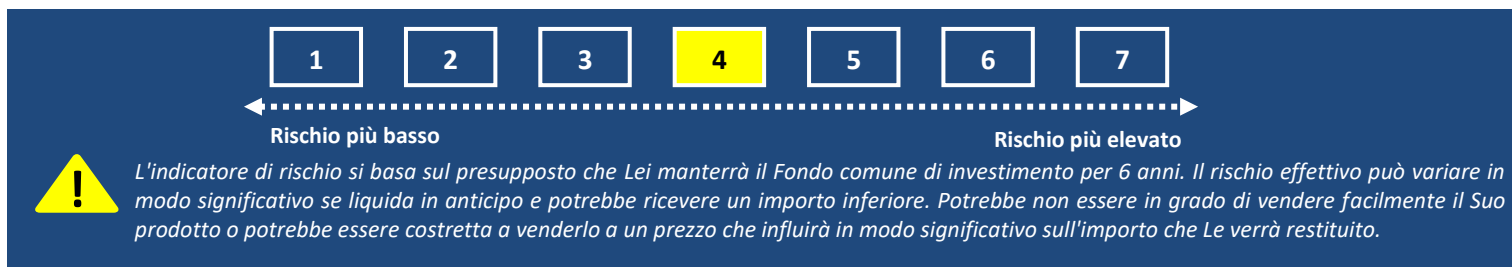 1 2 3 4 5 6 7
Rischio più basso Rischio più elevato
! L'indicatore di rischio si basa sul presupposto che Lei manterrà il Fondo comune di investimento per 6 anni. Il rischio effettivo può variare in
modo significativo se liquida in anticipo e potrebbe ricevere un importo inferiore. Potrebbe non essere in grado di vendere facilmente il Suo
prodotto o potrebbe essere costretta a venderlo a un prezzo che influirà in modo significativo sull'importo che Le verrà restituito.